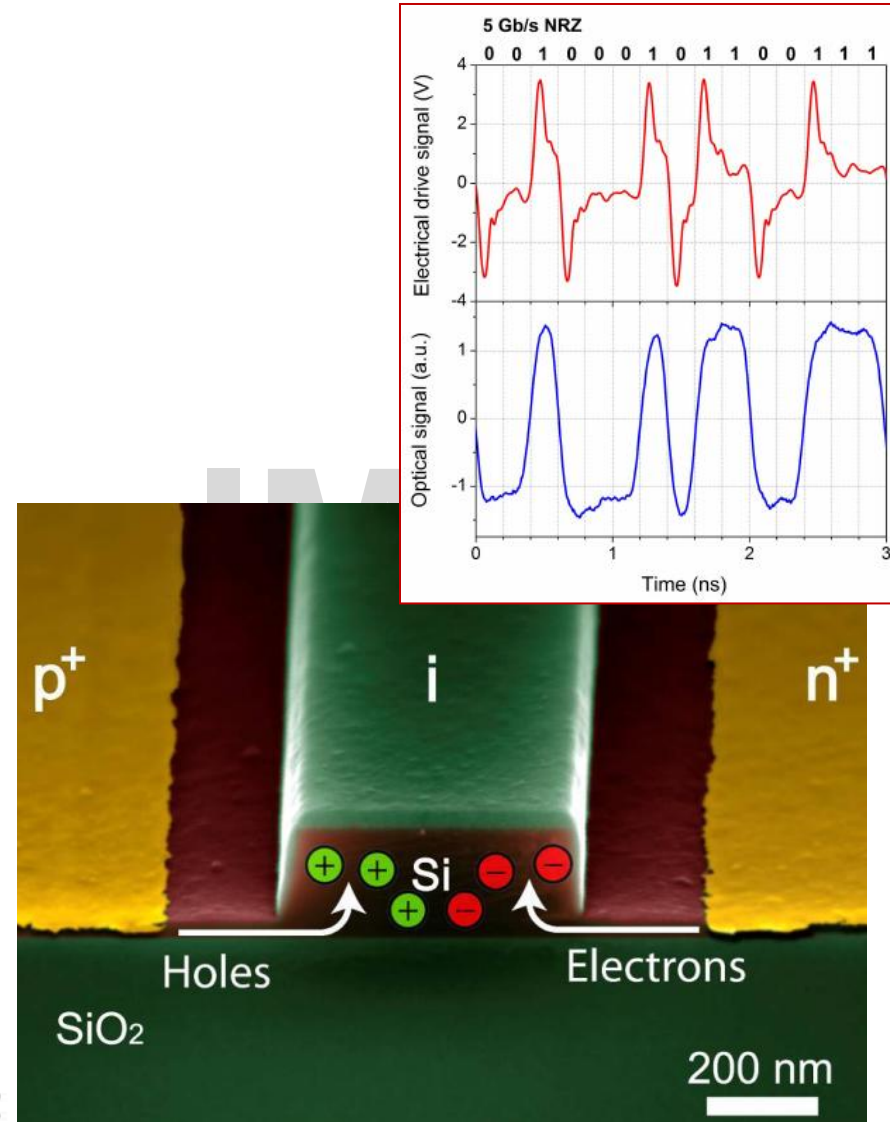 5 Gb/s NRZ
0 0 1 0 0 0 1 0 1 1 0 0 1 1 1
Electrical drive signal (V)
4
2
0
-2
-4
Optical signal (a.u.)
1
0
-1
0 1 2 3
Time (ns)
p+ i n+
+ + Si − −
+ −
Holes Electrons
SiO2
200 nm